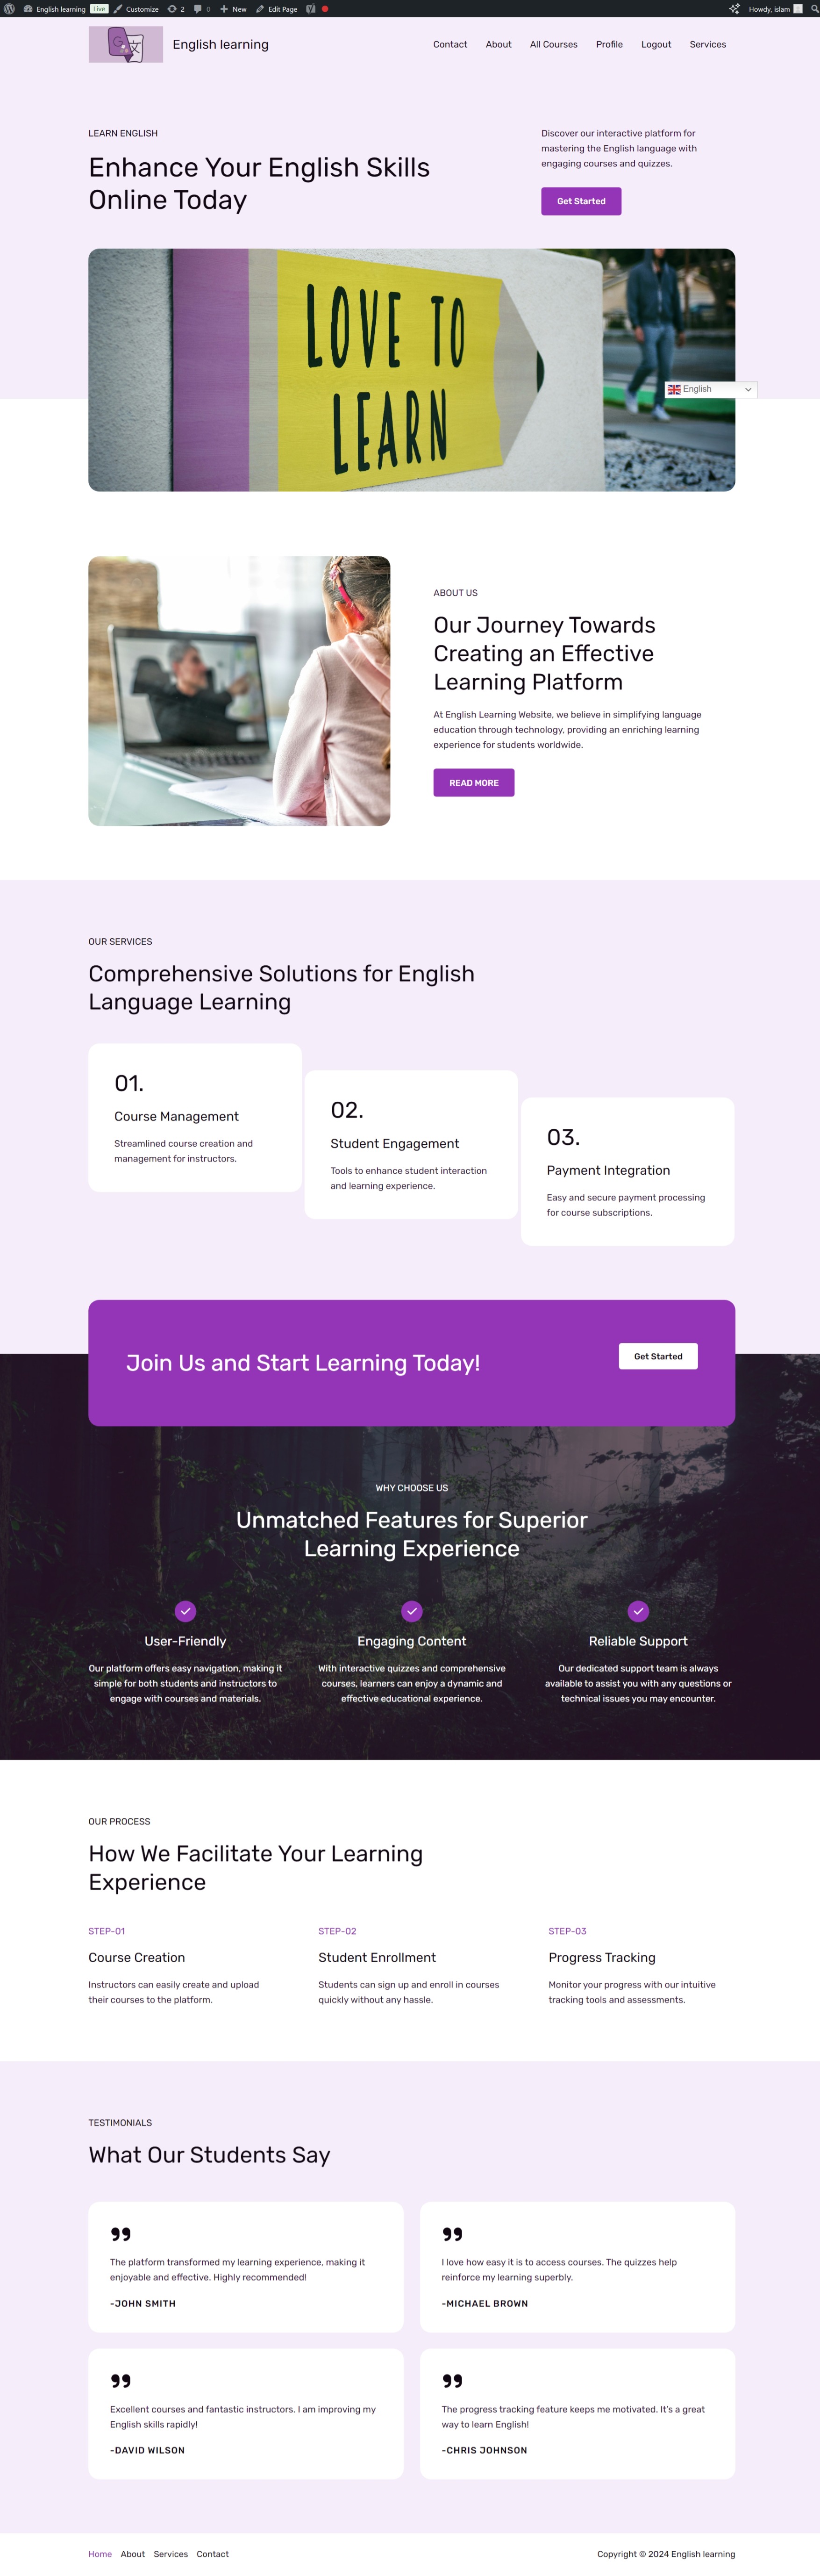 English learning Live Customize 2 0 New Edit Page Howdy, islam
English learning
Contact About All Courses Profile Logout Services
LEARN ENGLISH
Enhance Your English Skills
Online Today
Discover our interactive platform for
mastering the English language with
engaging courses and quizzes.
Get Started
LOVE TO
LEARN
English
ABOUT US
Our Journey Towards
Creating an Effective
Learning Platform
At English Learning Website, we believe in simplifying language
education through technology, providing an enriching learning
experience for students worldwide.
READ MORE
OUR SERVICES
Comprehensive Solutions for English
Language Learning
01.
Course Management
Streamlined course creation and
management for instructors.
02.
Student Engagement
Tools to enhance student interaction
and learning experience.
03.
Payment Integration
Easy and secure payment processing
for course subscriptions.
Join Us and Start Learning Today!
Get Started
WHY CHOOSE US
Unmatched Features for Superior
Learning Experience
User-Friendly
Our platform offers easy navigation, making it
simple for both students and instructors to
engage with courses and materials.
Engaging Content
With interactive quizzes and comprehensive
courses, learners can enjoy a dynamic and
effective educational experience.
Reliable Support
Our dedicated support team is always
available to assist you with any questions or
technical issues you may encounter.
OUR PROCESS
How We Facilitate Your Learning
Experience
STEP-01
Course Creation
Instructors can easily create and upload
their courses to the platform.
STEP-02
Student Enrollment
Students can sign up and enroll in courses
quickly without any hassle.
STEP-03
Progress Tracking
Monitor your progress with our intuitive
tracking tools and assessments.
TESTIMONIALS
What Our Students Say
The platform transformed my learning experience, making it
enjoyable and effective. Highly recommended!
-JOHN SMITH
I love how easy it is to access courses. The quizzes help
reinforce my learning superbly.
-MICHAEL BROWN
Excellent courses and fantastic instructors. I am improving my
English skills rapidly!
-DAVID WILSON
The progress tracking feature keeps me motivated. It's a great
way to learn English!
-CHRIS JOHNSON
Home About Services Contact
Copyright © 2024 English learning